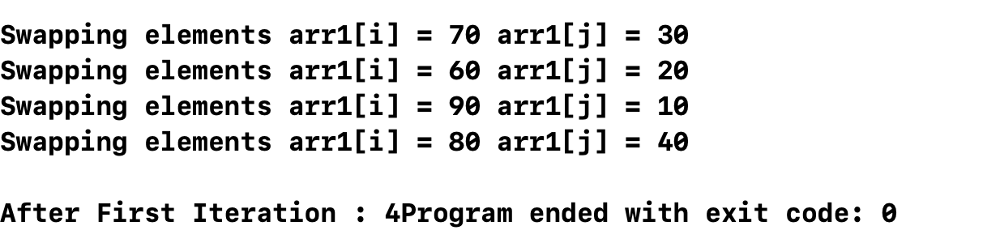 Swapping elements arr1[i] = 70 arr1[j] = 30
Swapping elements arr1[i] = 60 arr1[j] = 20
Swapping elements arr1[i] = 90 arr1[j] = 10
Swapping elements arr1[i] = 80 arr1[j] = 40
After First Iteration : 4Program ended with exit code: 0